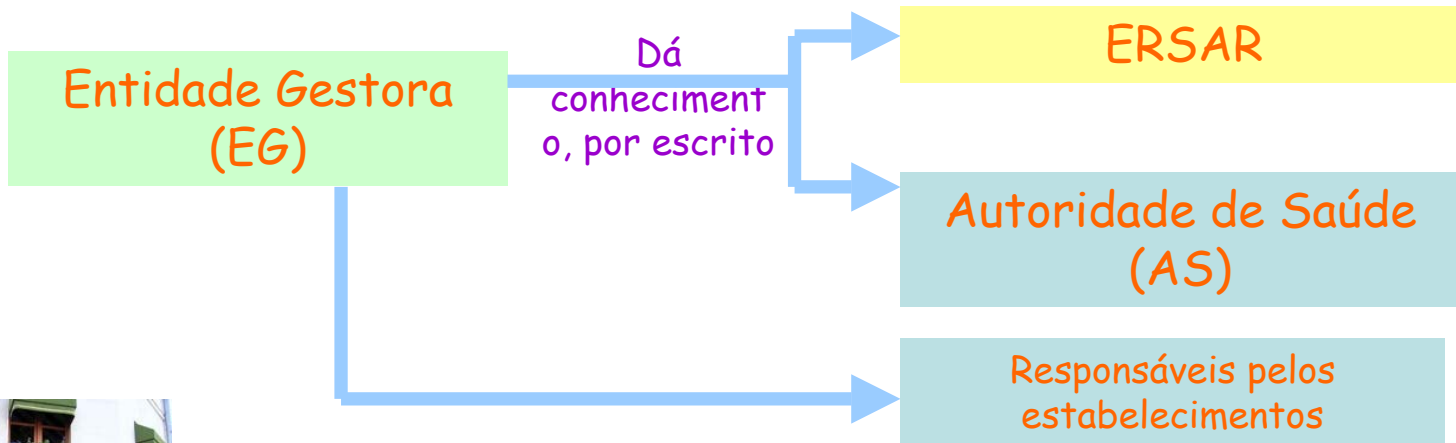 Entidade Gestora
(EG)
Dá
conheciment
o, por escrito
ERSAR
Autoridade de Saúde
(AS)
Responsáveis pelos
estabelecimentos